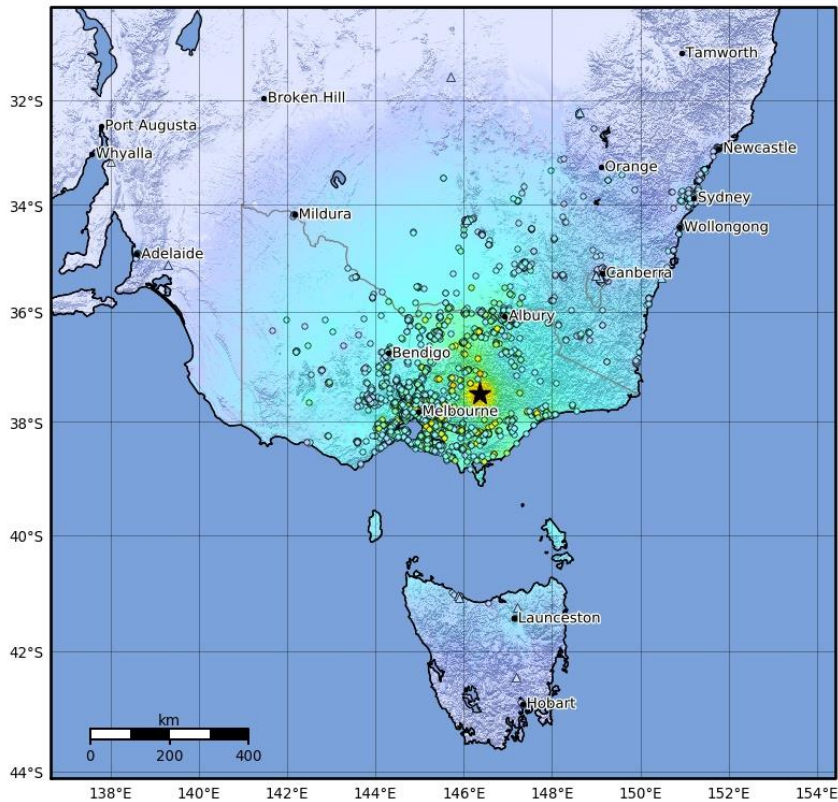 Tamworth
32°S
Broken Hill
Port Augusta
Whyalla
Newcastle
Orange
34°S
Sydney
Mildura
Wollongong
Adelaide
Canberra
36°S
Albury
Bendigo
38°S
Melbourne
40°S
Launceston
42°S
Hobart
km
0 200 400
44°S
138°E 140°E 142°E 144°E 146°E 148°E 150°E 152°E 154°E